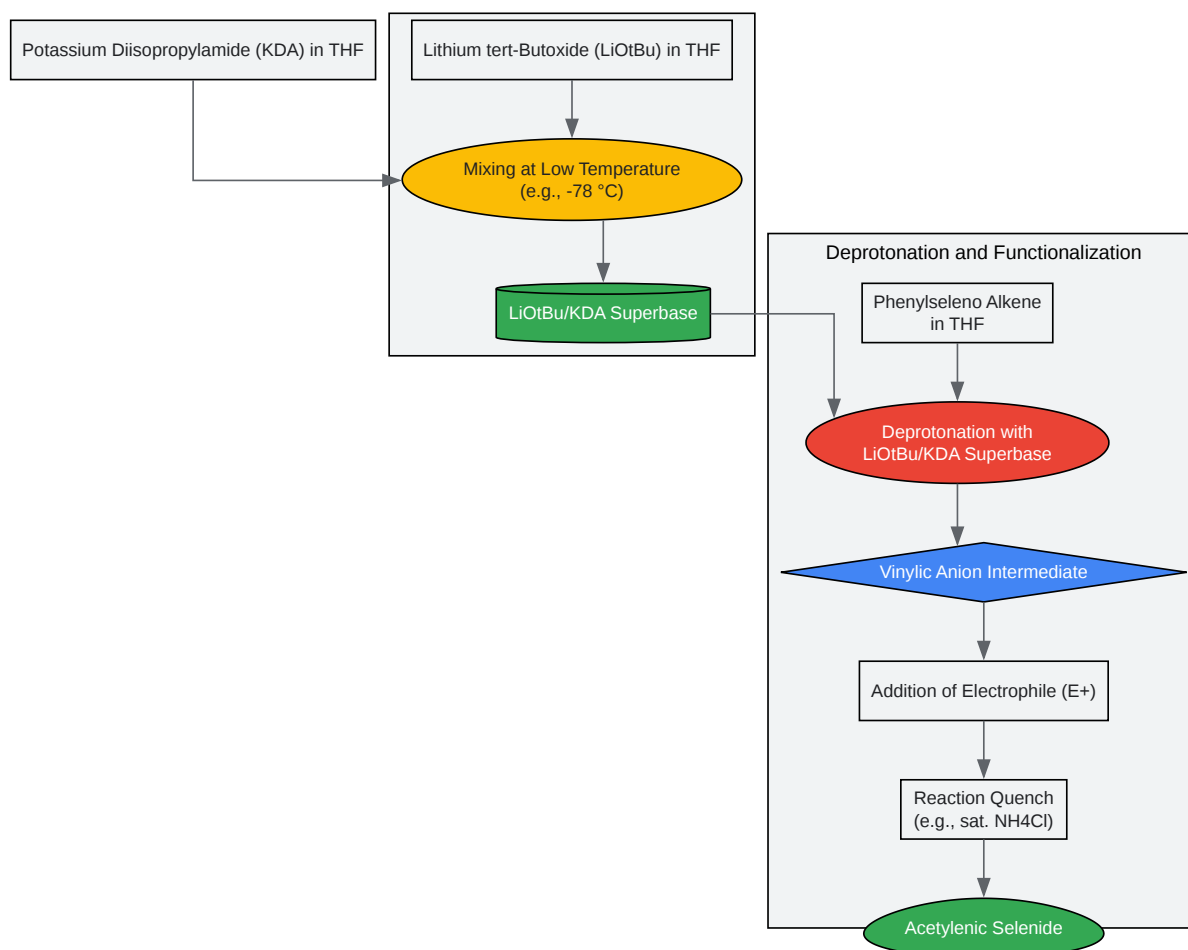 Potassium Diisopropylamide (KDA) in THF
Lithium tert-Butoxide (LiOtBu) in THF
Mixing at Low Temperature
(e.g., -78 °C)
LiOtBu/KDA Superbase
Deprotonation and Functionalization
Phenylseleno Alkene
in THF
Deprotonation with
LiOtBu/KDA Superbase
Vinylic Anion Intermediate
Addition of Electrophile (E+)
Reaction Quench
(e.g., sat. NH4Cl)
Acetylenic Selenide